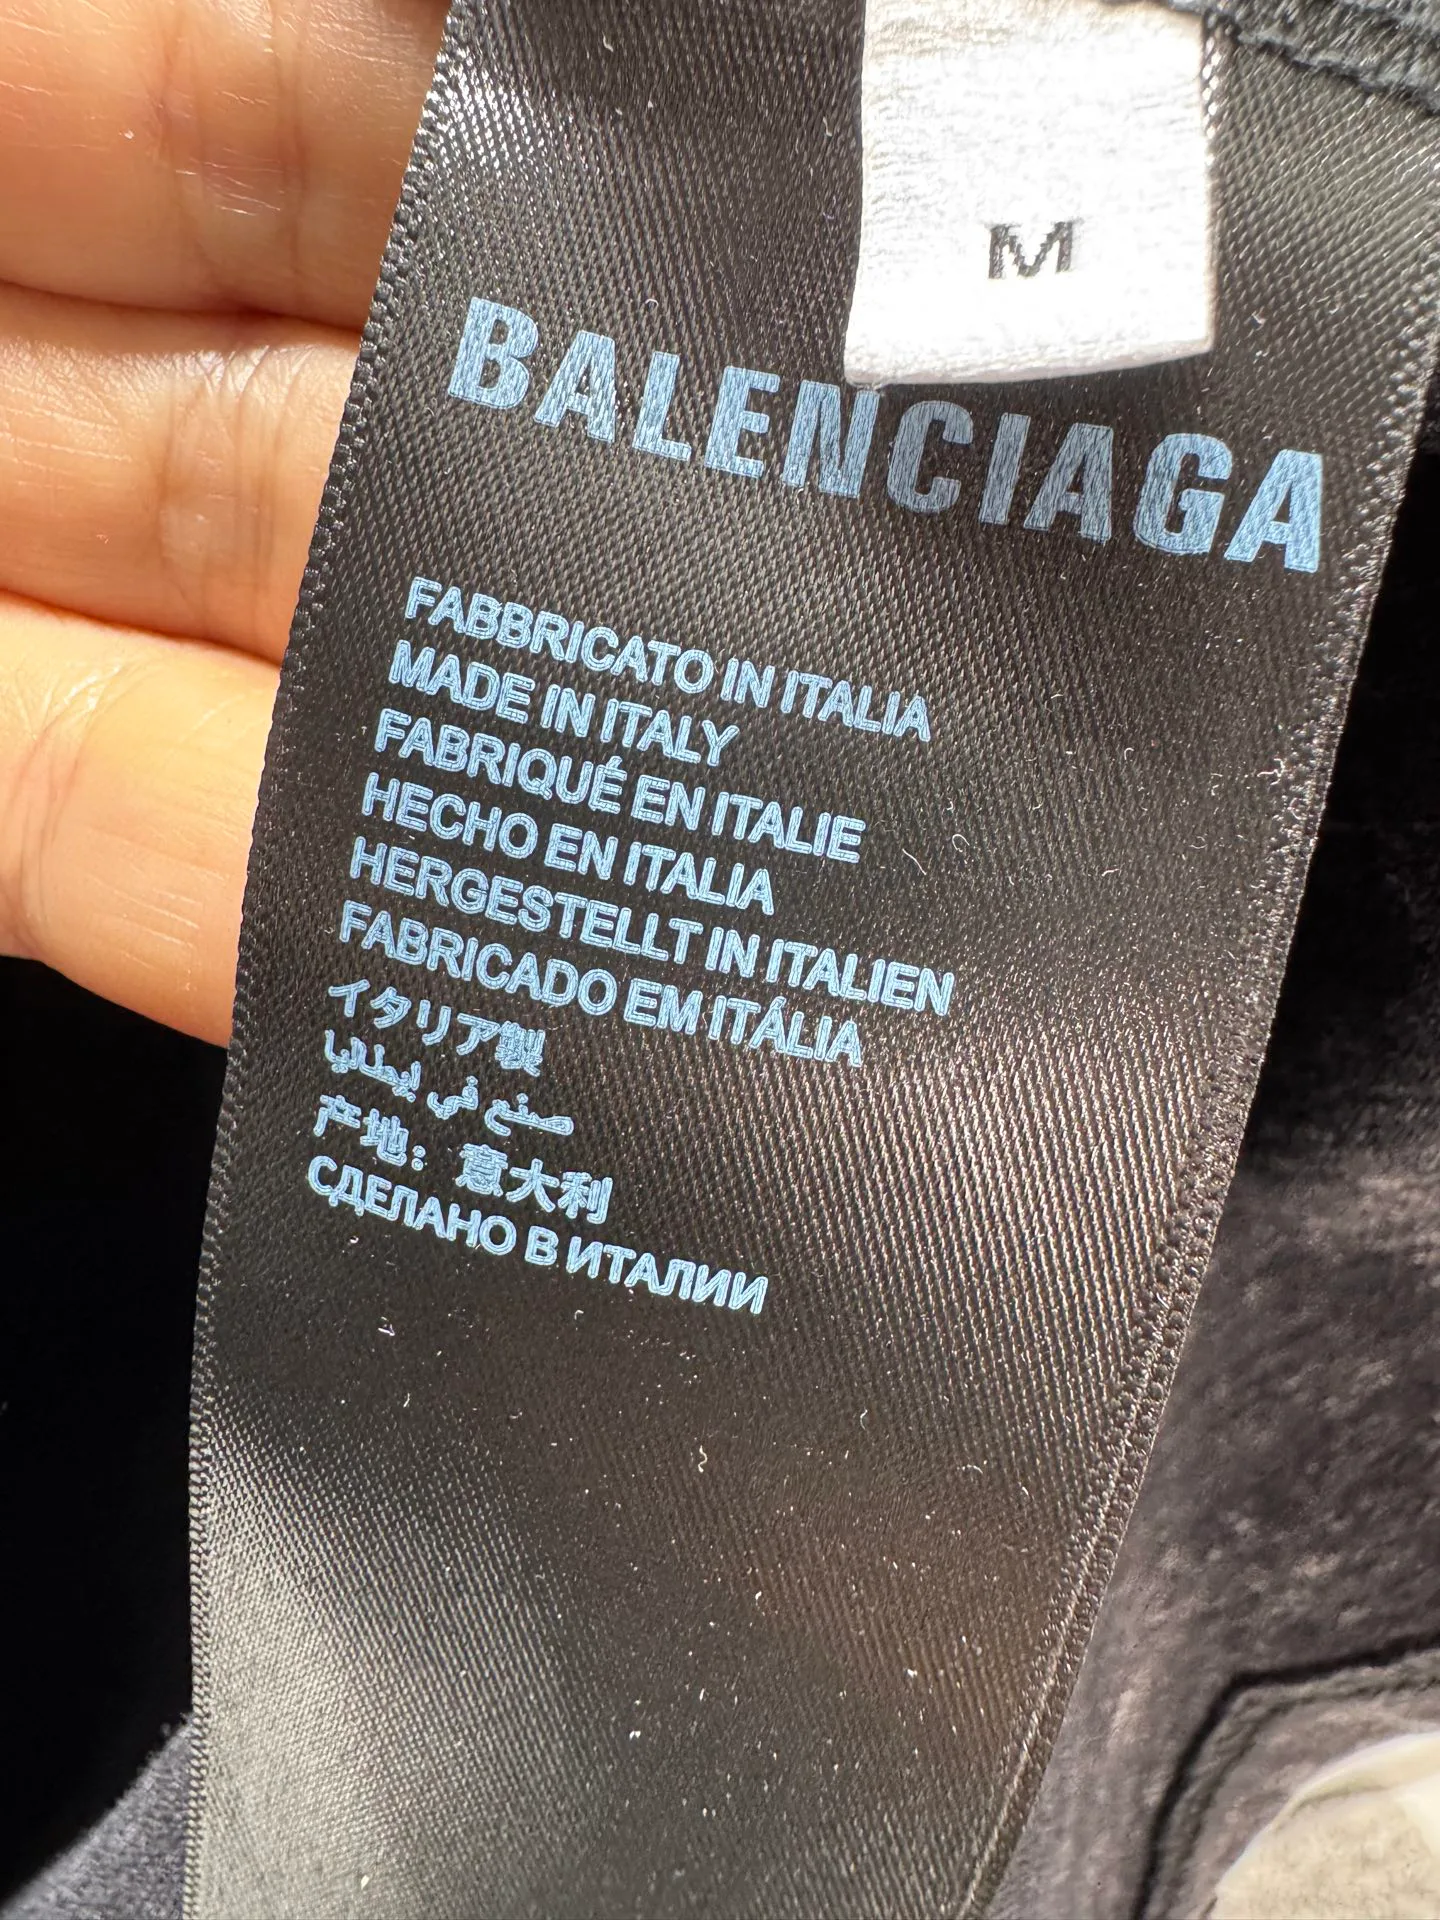 M
BALENCIAGA
FABBRICATO IN ITALIA
MADE IN ITALY
FABRIQUÉ EN ITALIE
HECHO EN ITALIA
HERGESTELLT IN ITALIEN
FABRICADO EM ITÁLIA
イタリア製
صنع في إيطاليا
产地：意大利
СДЕЛАНО В ИТАЛИИ